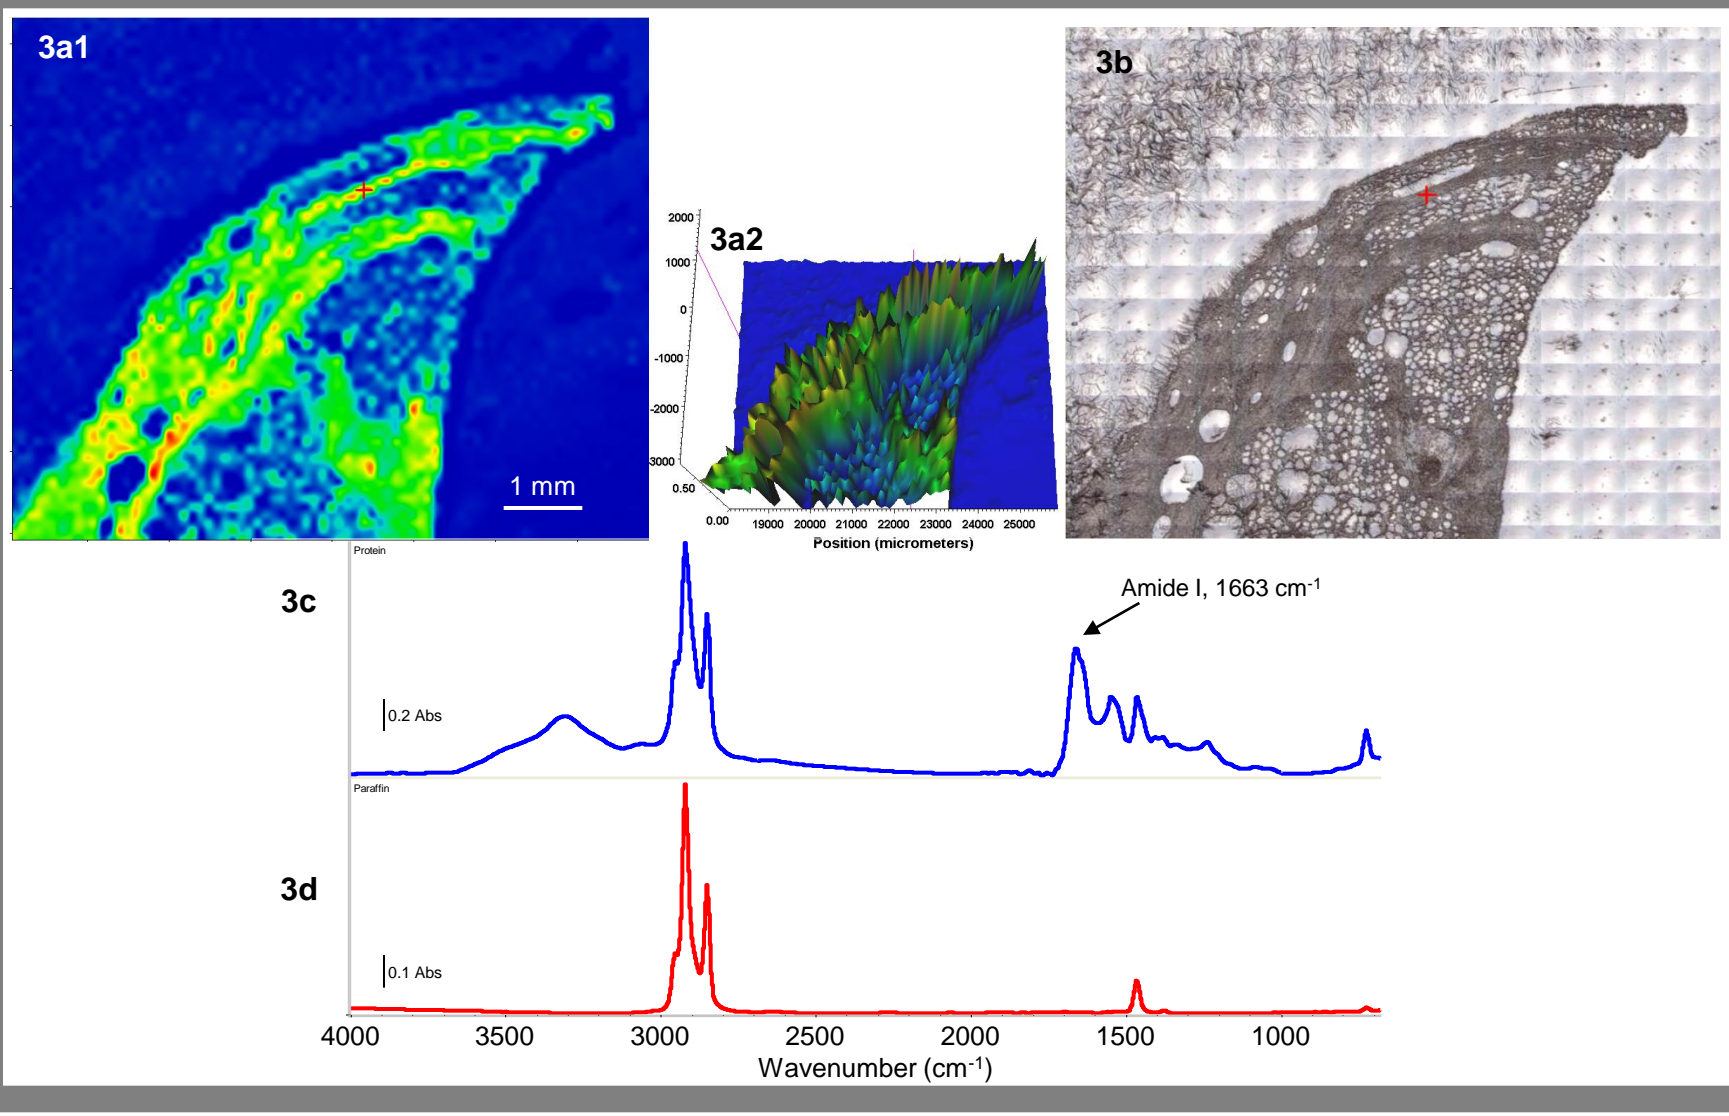 3a1
1 mm
3a2
2000
1000
0
-1000
-2000
3000
0.50
0.00
19000 20000 21000 22000 23000 24000 25000
Position (micrometers)
3b
Protein
3c
Amide I, 1663 cm-1
0.2 Abs
Paraffin
3d
0.1 Abs
4000 3500 3000 2500 2000 1500 1000
Wavenumber (cm-1)